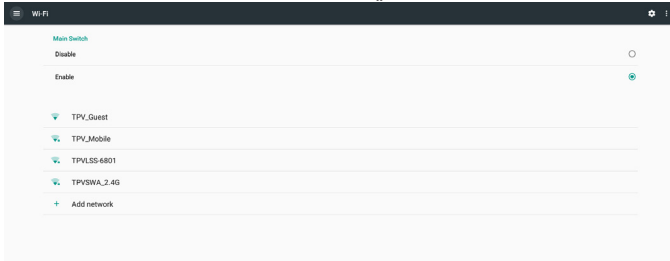 Wi-Fi
Main Switch
Disable
Enable
TPV_Guest
TPV_Mobile
TPVLSS-6801
TPVSWA_2.4G
Add network